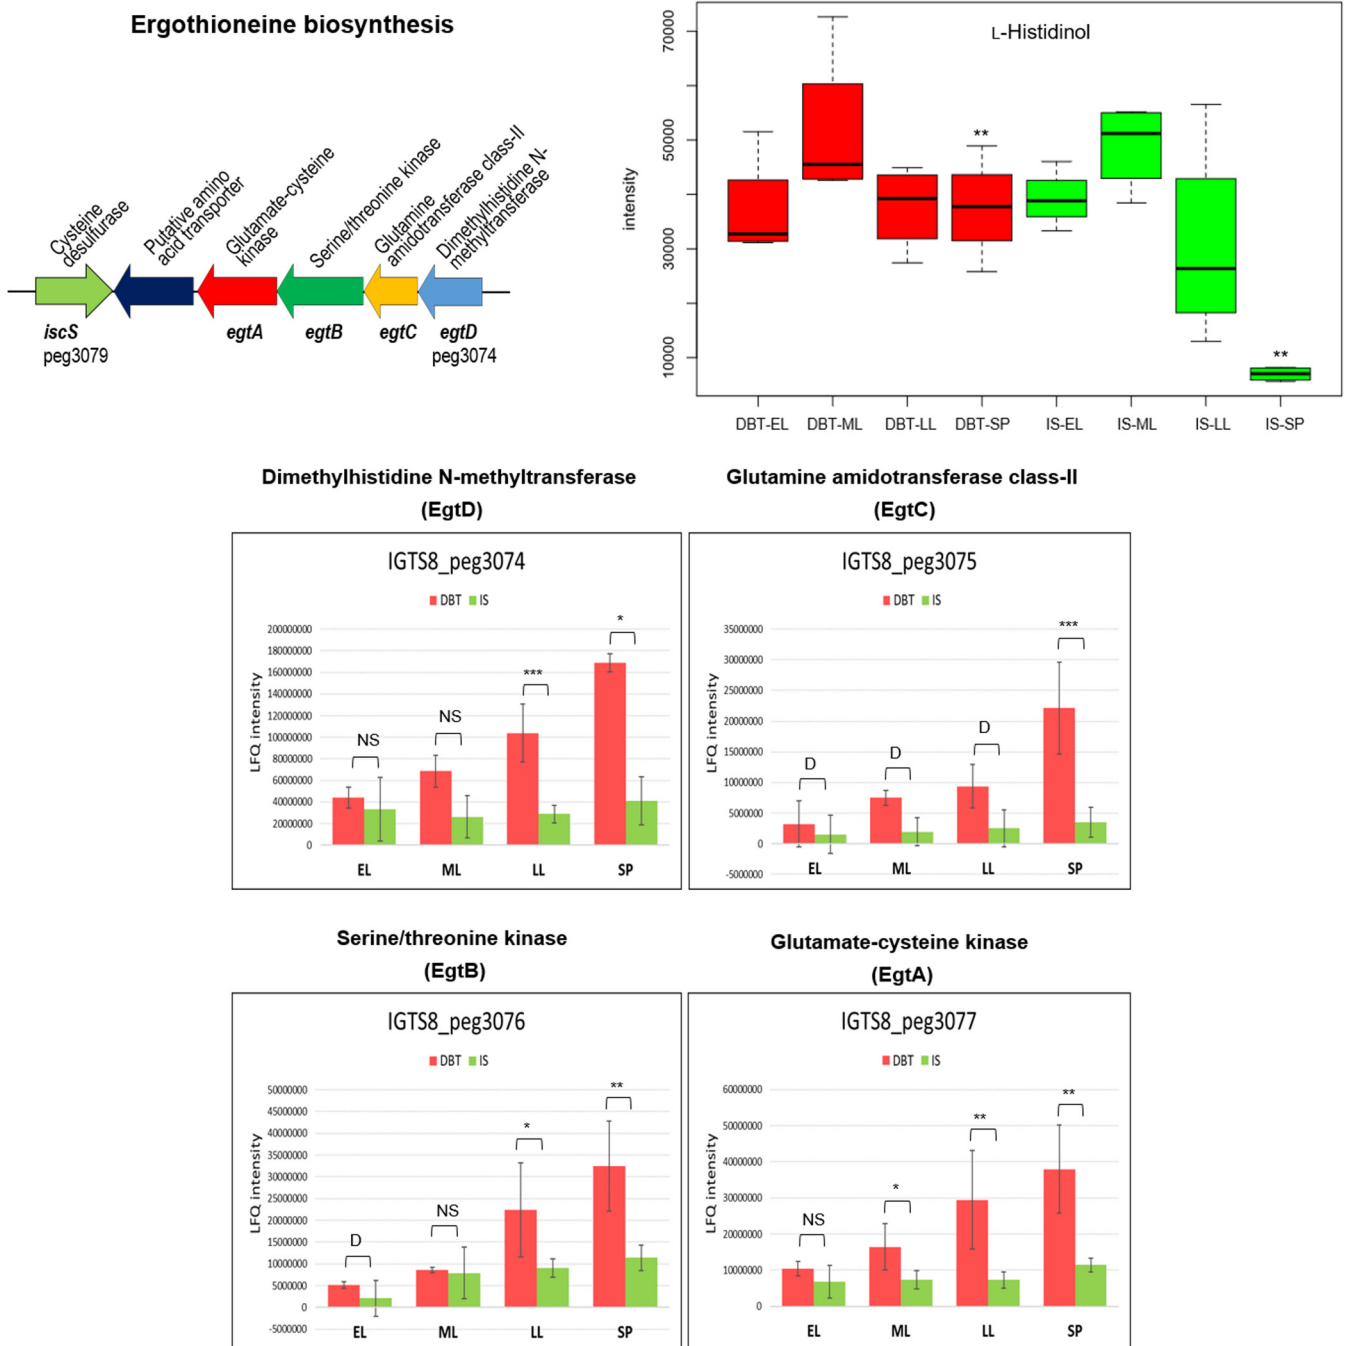 Ergothioneine biosynthesis
Cysteine
desulfurase
Putative amino
acid transporter
Glutamate-cysteine
kinase
Serine/threonine kinase
Glutamine
amidotransferase class-II
Dimethylhistidine N-
methyltransferase
iscS
egtA
egtB
egtC
egtD
peg3079
peg3074
L-Histidinol
intensity
70000
50000
30000
10000
**
**
DBT-EL
DBT-ML
DBT-LL
DBT-SP
IS-EL
IS-ML
IS-LL
IS-SP
Dimethylhistidine N-methyltransferase
(EgtD)
IGTS8_peg3074
DBT IS
LFQ intensity
200000000
180000000
160000000
140000000
120000000
100000000
80000000
60000000
40000000
20000000
0
NS
NS
***
*
EL ML LL SP
Glutamine amidotransferase class-II
(EgtC)
IGTS8_peg3075
DBT IS
LFQ intensity
35000000
30000000
25000000
20000000
15000000
10000000
5000000
0
-5000000
D
D
D
***
EL ML LL SP
Serine/threonine kinase
(EgtB)
IGTS8_peg3076
DBT IS
LFQ intensity
50000000
45000000
40000000
35000000
30000000
25000000
20000000
15000000
10000000
5000000
0
-5000000
D
NS
*
**
EL ML LL SP
Glutamate-cysteine kinase
(EgtA)
IGTS8_peg3077
DBT IS
LFQ intensity
60000000
50000000
40000000
30000000
20000000
10000000
0
NS
*
**
**
EL ML LL SP